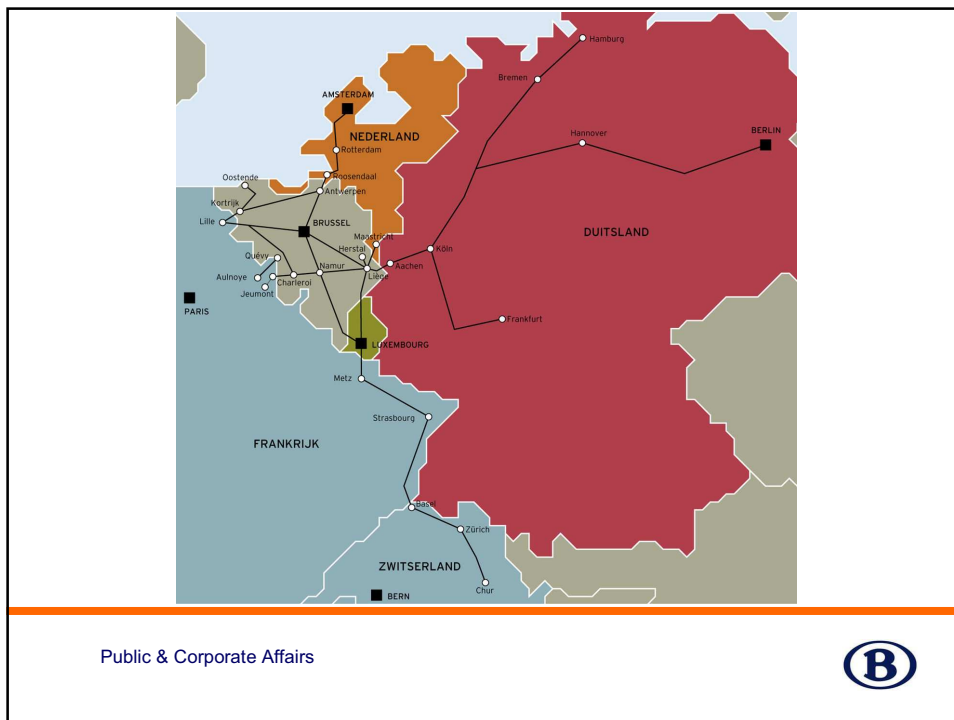 Hamburg
Bremen
AMSTERDAM
NEDERLAND
Hannover
BERLIN
Rotterdam
Roosendaal
Oostende
Antwerpen
Kortrijk
Lille
BRUSSEL
DUITSLAND
Maastricht
Herstal
Köln
Quévy
Namur
Aachen
Aulnoye
Charleroi
Liège
Jeumont
PARIS
Frankfurt
LUXEMBOURG
Metz
Strasbourg
FRANKRIJK
Basel
Zürich
ZWITSERLAND
Chur
BERN
Public & Corporate Affairs
B